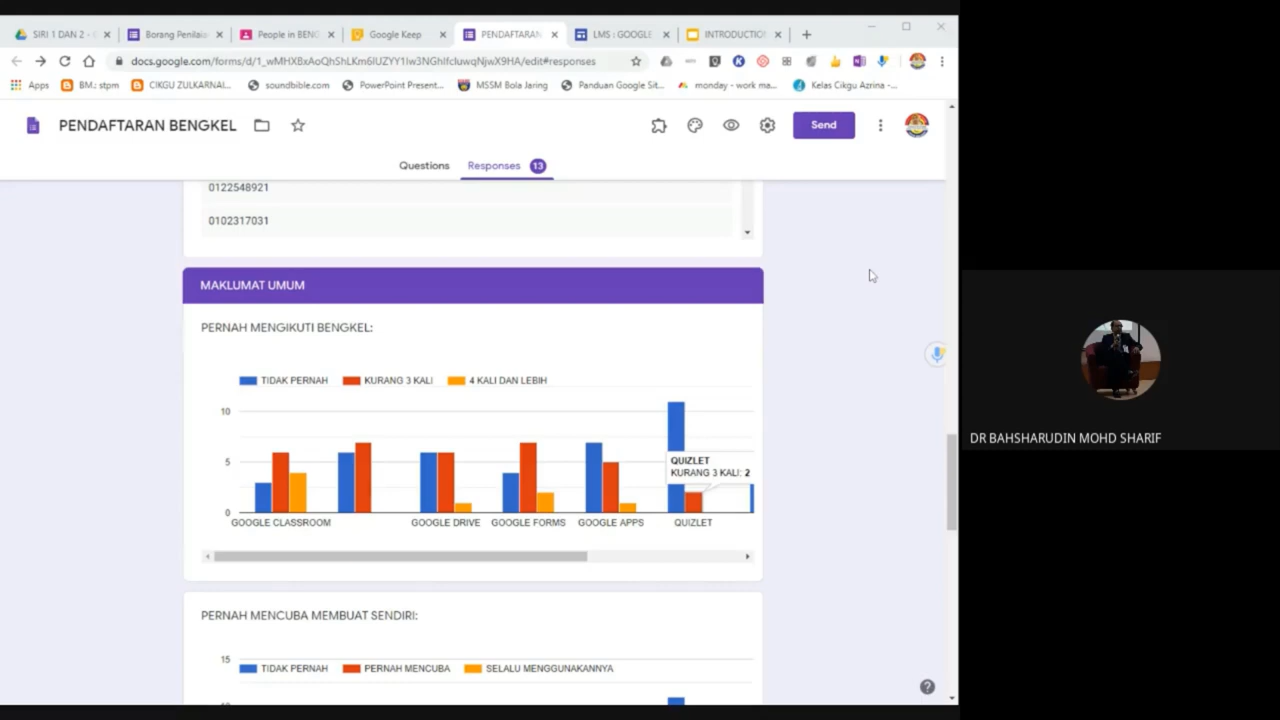 SIRI 1 DAN 2 -
Borang Penilai
People in BENG
Google Keep
PENDAFTARAN
LMS : GOOGLE
INTRODUCTIO
docs.google.com/forms/d/1_wMHXBxAoQhShLKm6IUZYY1Iw3NGhIfcluwqNjwX9HA/edit#responses
Apps
BM.: stpm
CIKGU ZULKARNAI...
soundbible.com
PowerPoint Present...
MSSM Bola Jaring
Panduan Google Sit...
monday - work ma...
Kelas Cikgu Azrina -...
PENDAFTARAN BENGKEL
Send
Questions
Responses 13
0122548921
0102317031
MAKLUMAT UMUM
PERNAH MENGIKUTI BENGKEL:
TIDAK PERNAH
KURANG 3 KALI
4 KALI DAN LEBIH
10
5
0
QUIZLET
KURANG 3 KALI: 2
GOOGLE CLASSROOM
GOOGLE DRIVE
GOOGLE FORMS
GOOGLE APPS
QUIZLET
PERNAH MENCUBA MEMBUAT SENDIRI:
15
TIDAK PERNAH
PERNAH MENCUBA
SELALU MENGGUNAKANNYA
DR BAHSHARUDIN MOHD SHARIF